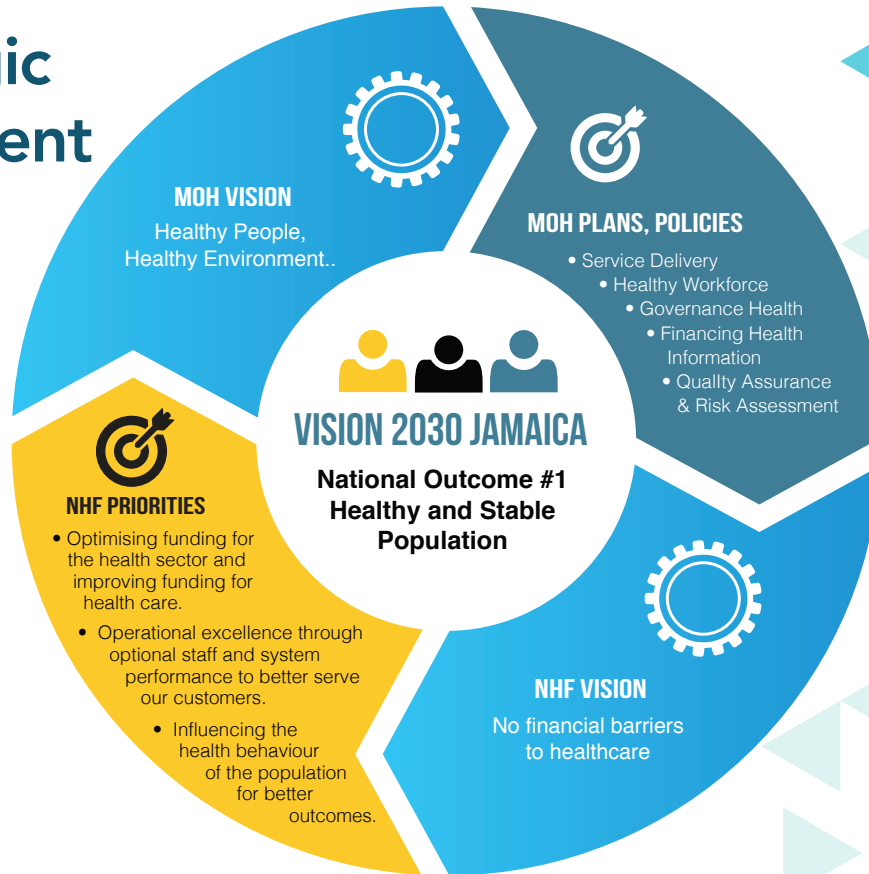 gic
ent
MOH VISION
Healthy People,
Healthy Environment..
MOH PLANS, POLICIES
• Service Delivery
• Healthy Workforce
• Governance Health
• Financing Health
Information
• Quallty Assurance
& Risk Assessment
VISION 2030 JAMAICA
National Outcome #1
Healthy and Stable
Population
NHF PRIORITIES
• Optimising funding for
the health sector and
improving funding for
health care.
• Operational excellence through
optional staff and system
performance to better serve
our customers.
• Influencing the
health behaviour
of the population
for better
outcomes.
NHF VISION
No financial barriers
to healthcare